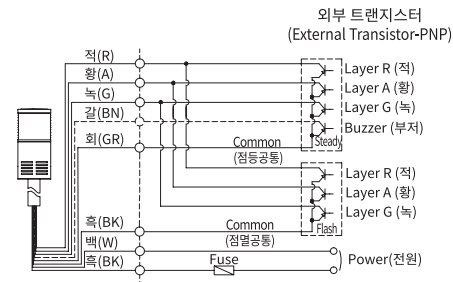 외부 트랜지스터
(External Transistor-PNP)
적(R)
황(A)
녹(G)
갈(BN)
회(GR)
Common
(점등공통)
Layer R (적)
Layer A (황)
Layer G (녹)
Buzzer (부저)
Steady
Layer R (적)
Layer A (황)
Layer G (녹)
Flash
흑(BK)
Common
(점멸공통)
백(W)
흑(BK)
Fuse
Power(전원)